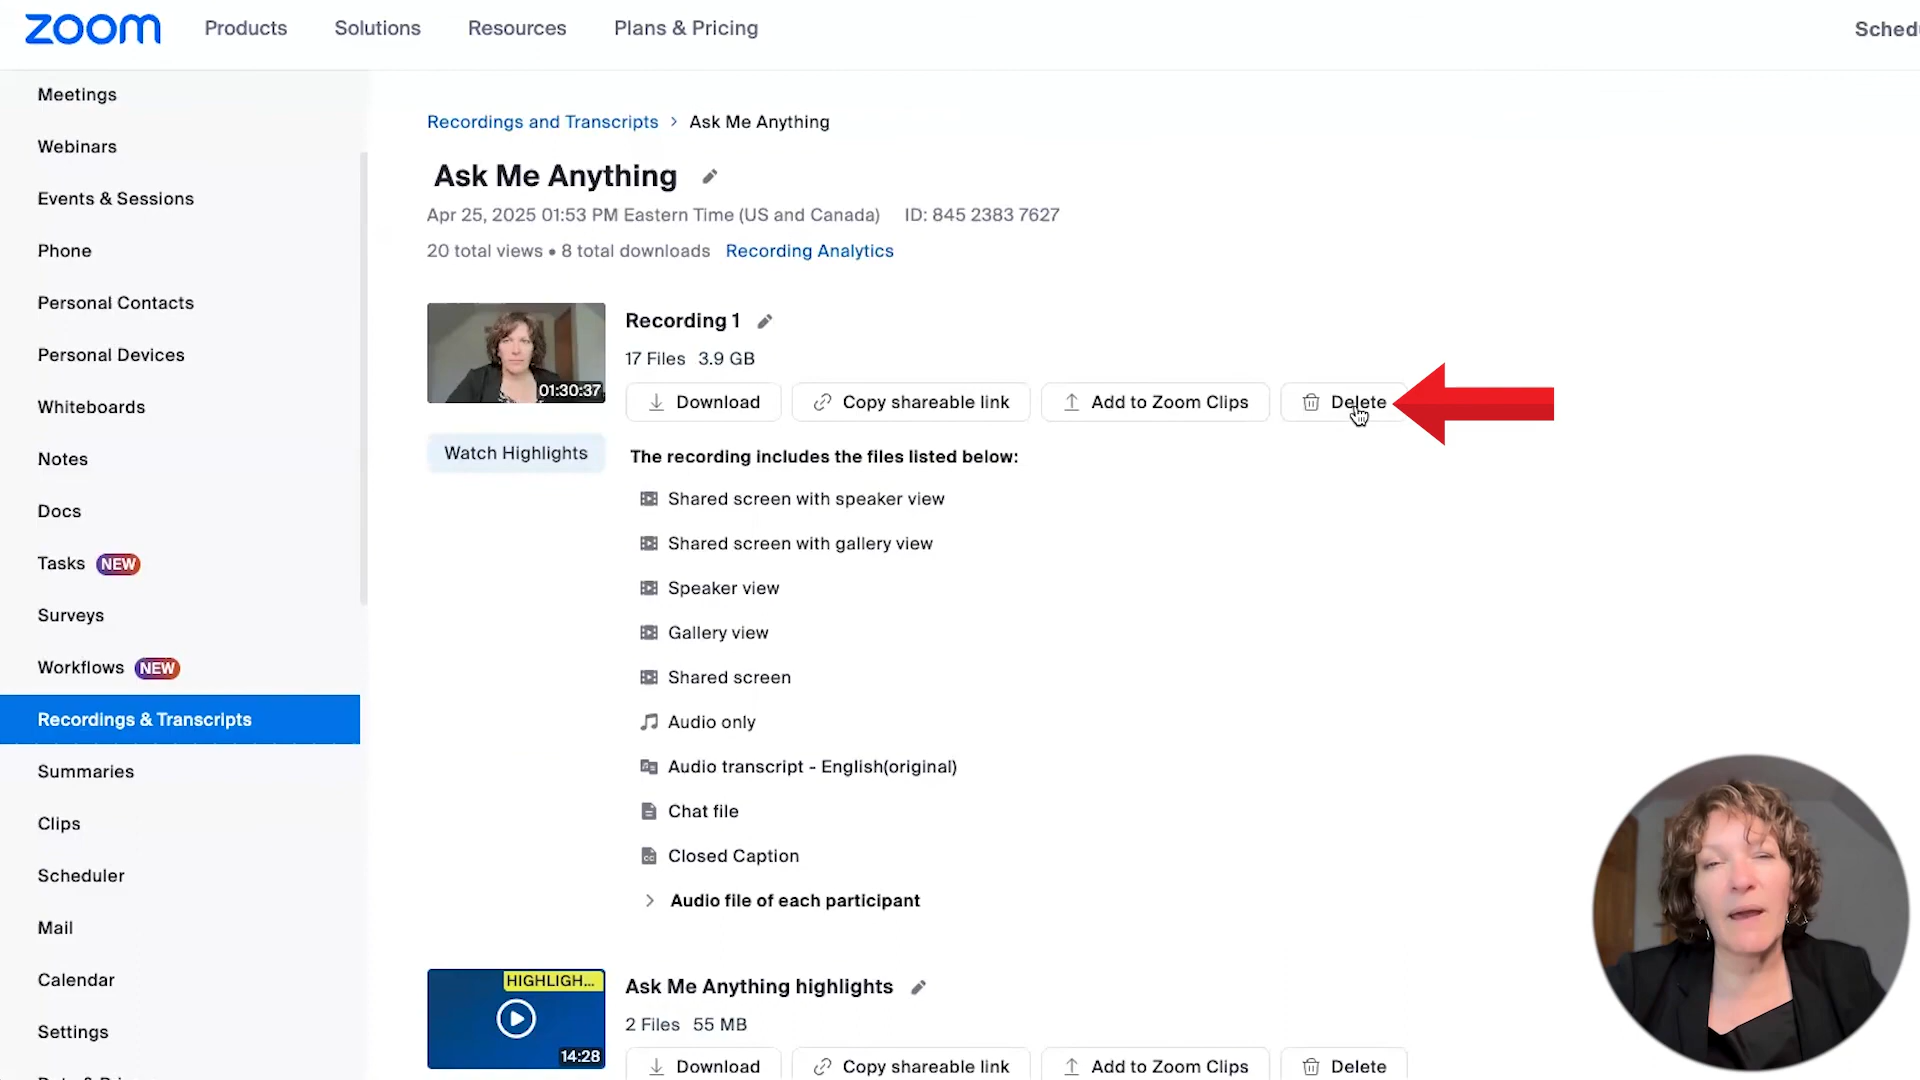 zoom Products Solutions Resources Plans & Pricing
Meetings
Webinars
Events & Sessions
Phone
Personal Contacts
Personal Devices
Whiteboards
Notes
Docs
Tasks NEW
Surveys
Workflows NEW
Recordings & Transcripts
Summaries
Clips
Scheduler
Mail
Calendar
Settings
Recordings and Transcripts > Ask Me Anything
Ask Me Anything
Apr 25, 2025 01:53 PM Eastern Time (US and Canada) ID: 845 2383 7627
20 total views • 8 total downloads Recording Analytics
01:30:37
Watch Highlights
Recording 1
17 Files 3.9 GB
Download Copy shareable link Add to Zoom Clips Delete
The recording includes the files listed below:
Shared screen with speaker view
Shared screen with gallery view
Speaker view
Gallery view
Shared screen
Audio only
Audio transcript - English(original)
Chat file
Closed Caption
Audio file of each participant
HIGHLIGH...
14:28
Ask Me Anything highlights
2 Files 55 MB
Download Copy shareable link Add to Zoom Clips Delete